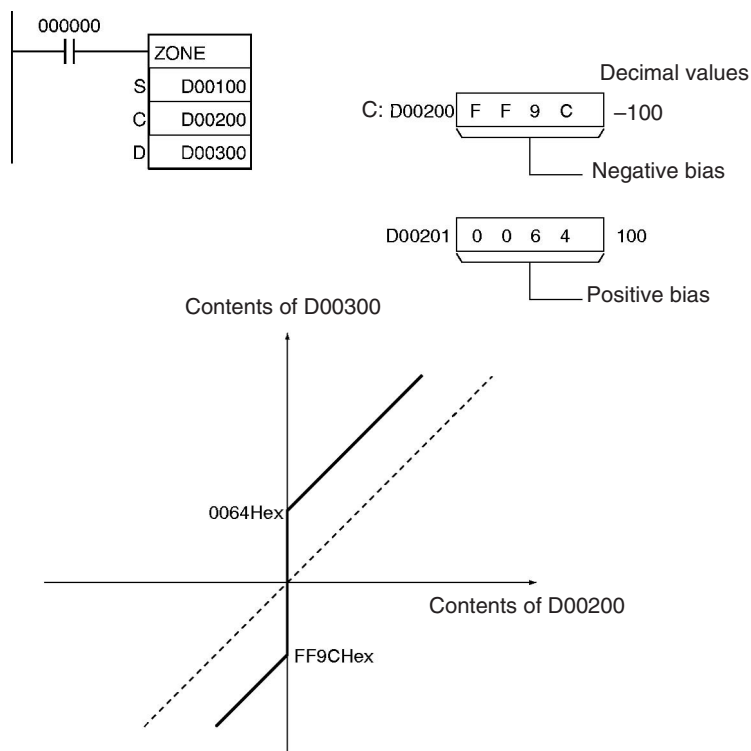 000000
ZONE
S D00100
C D00200
D D00300
Decimal values
C: D00200 F F 9 C –100
Negative bias
D00201 0 0 6 4 100
Positive bias
Contents of D00300
0064Hex
Contents of D00200
FF9CHex